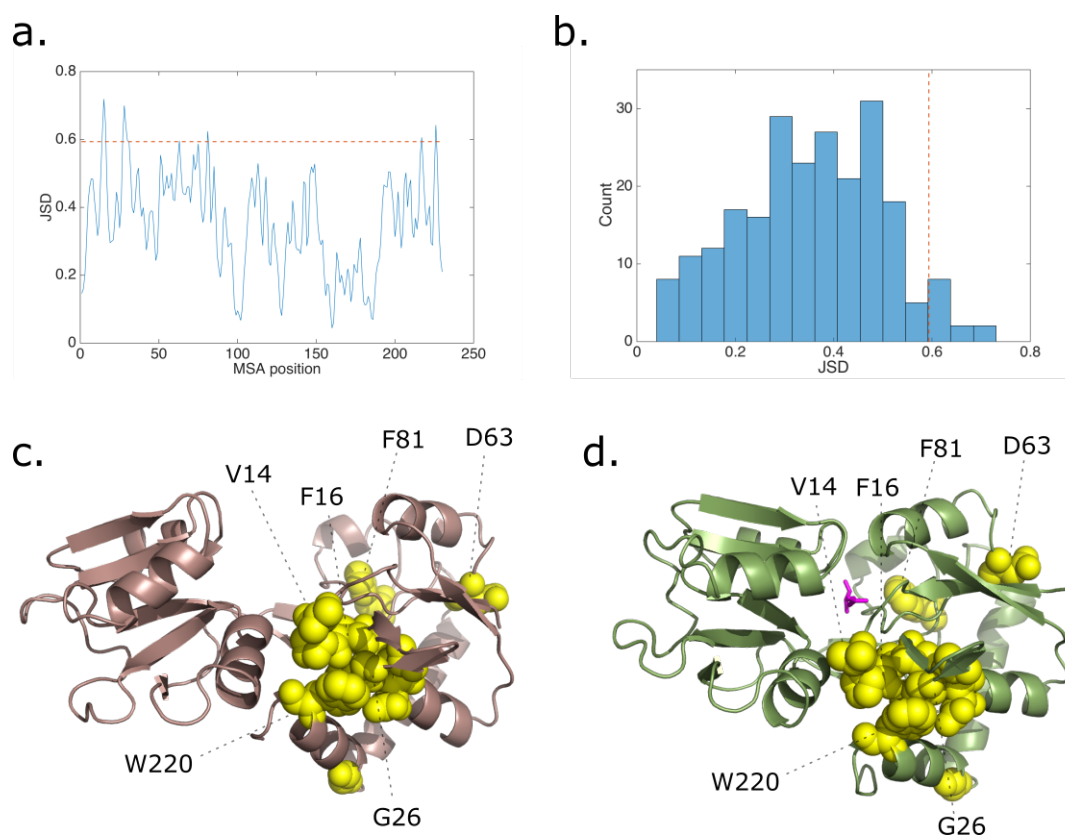 a.
0.8
0.6
0.4
0.2
0
JSD
0 50 100 150 200 250
MSA position
b.
30
20
10
0
Count
0 0.2 0.4 0.6 0.8
JSD
c.
F81
D63
V14
F16
W220
G26
d.
F81
D63
V14
F16
W220
G26